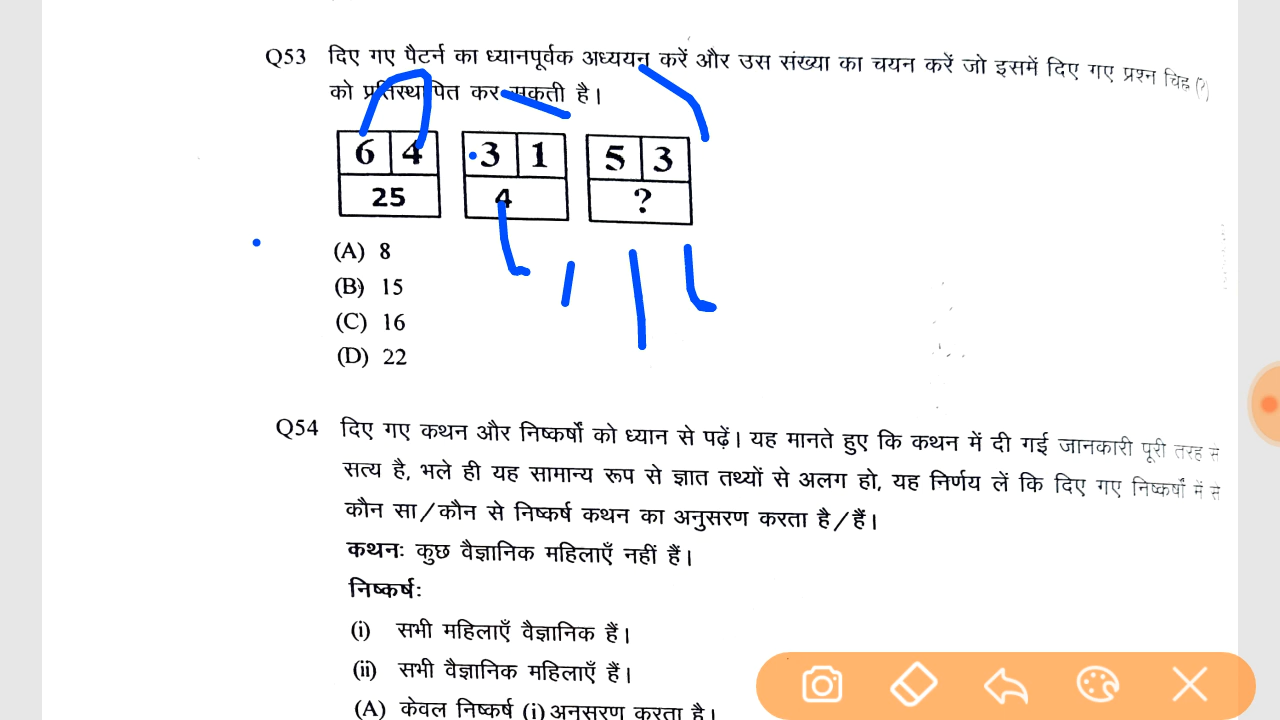 Q53 दिए गए पैटर्न का ध्यानपूर्वक अध्ययन करें और उस संख्या का चयन करें जो इसमें दिए गए प्रश्न चिह्न (?)
को प्रतिस्थापित कर सकती है।
6 4 3 1 5 3
25 4 ?
(A) 8
(B) 15
(C) 16
(D) 22
Q54 दिए गए कथन और निष्कर्षों को ध्यान से पढ़ें। यह मानते हुए कि कथन में दी गई जानकारी पूरी तरह से
सत्य है, भले ही यह सामान्य रूप से ज्ञात तथ्यों से अलग हो, यह निर्णय लें कि दिए गए निष्कर्षों में से
कौन सा/कौन से निष्कर्ष कथन का अनुसरण करता है/हैं।
कथनः कुछ वैज्ञानिक महिलाएँ नहीं हैं।
निष्कर्षः
(i) सभी महिलाएँ वैज्ञानिक हैं।
(ii) सभी वैज्ञानिक महिलाएँ हैं।
(A) केवल निष्कर्ष (i) अनुसरण करता है।